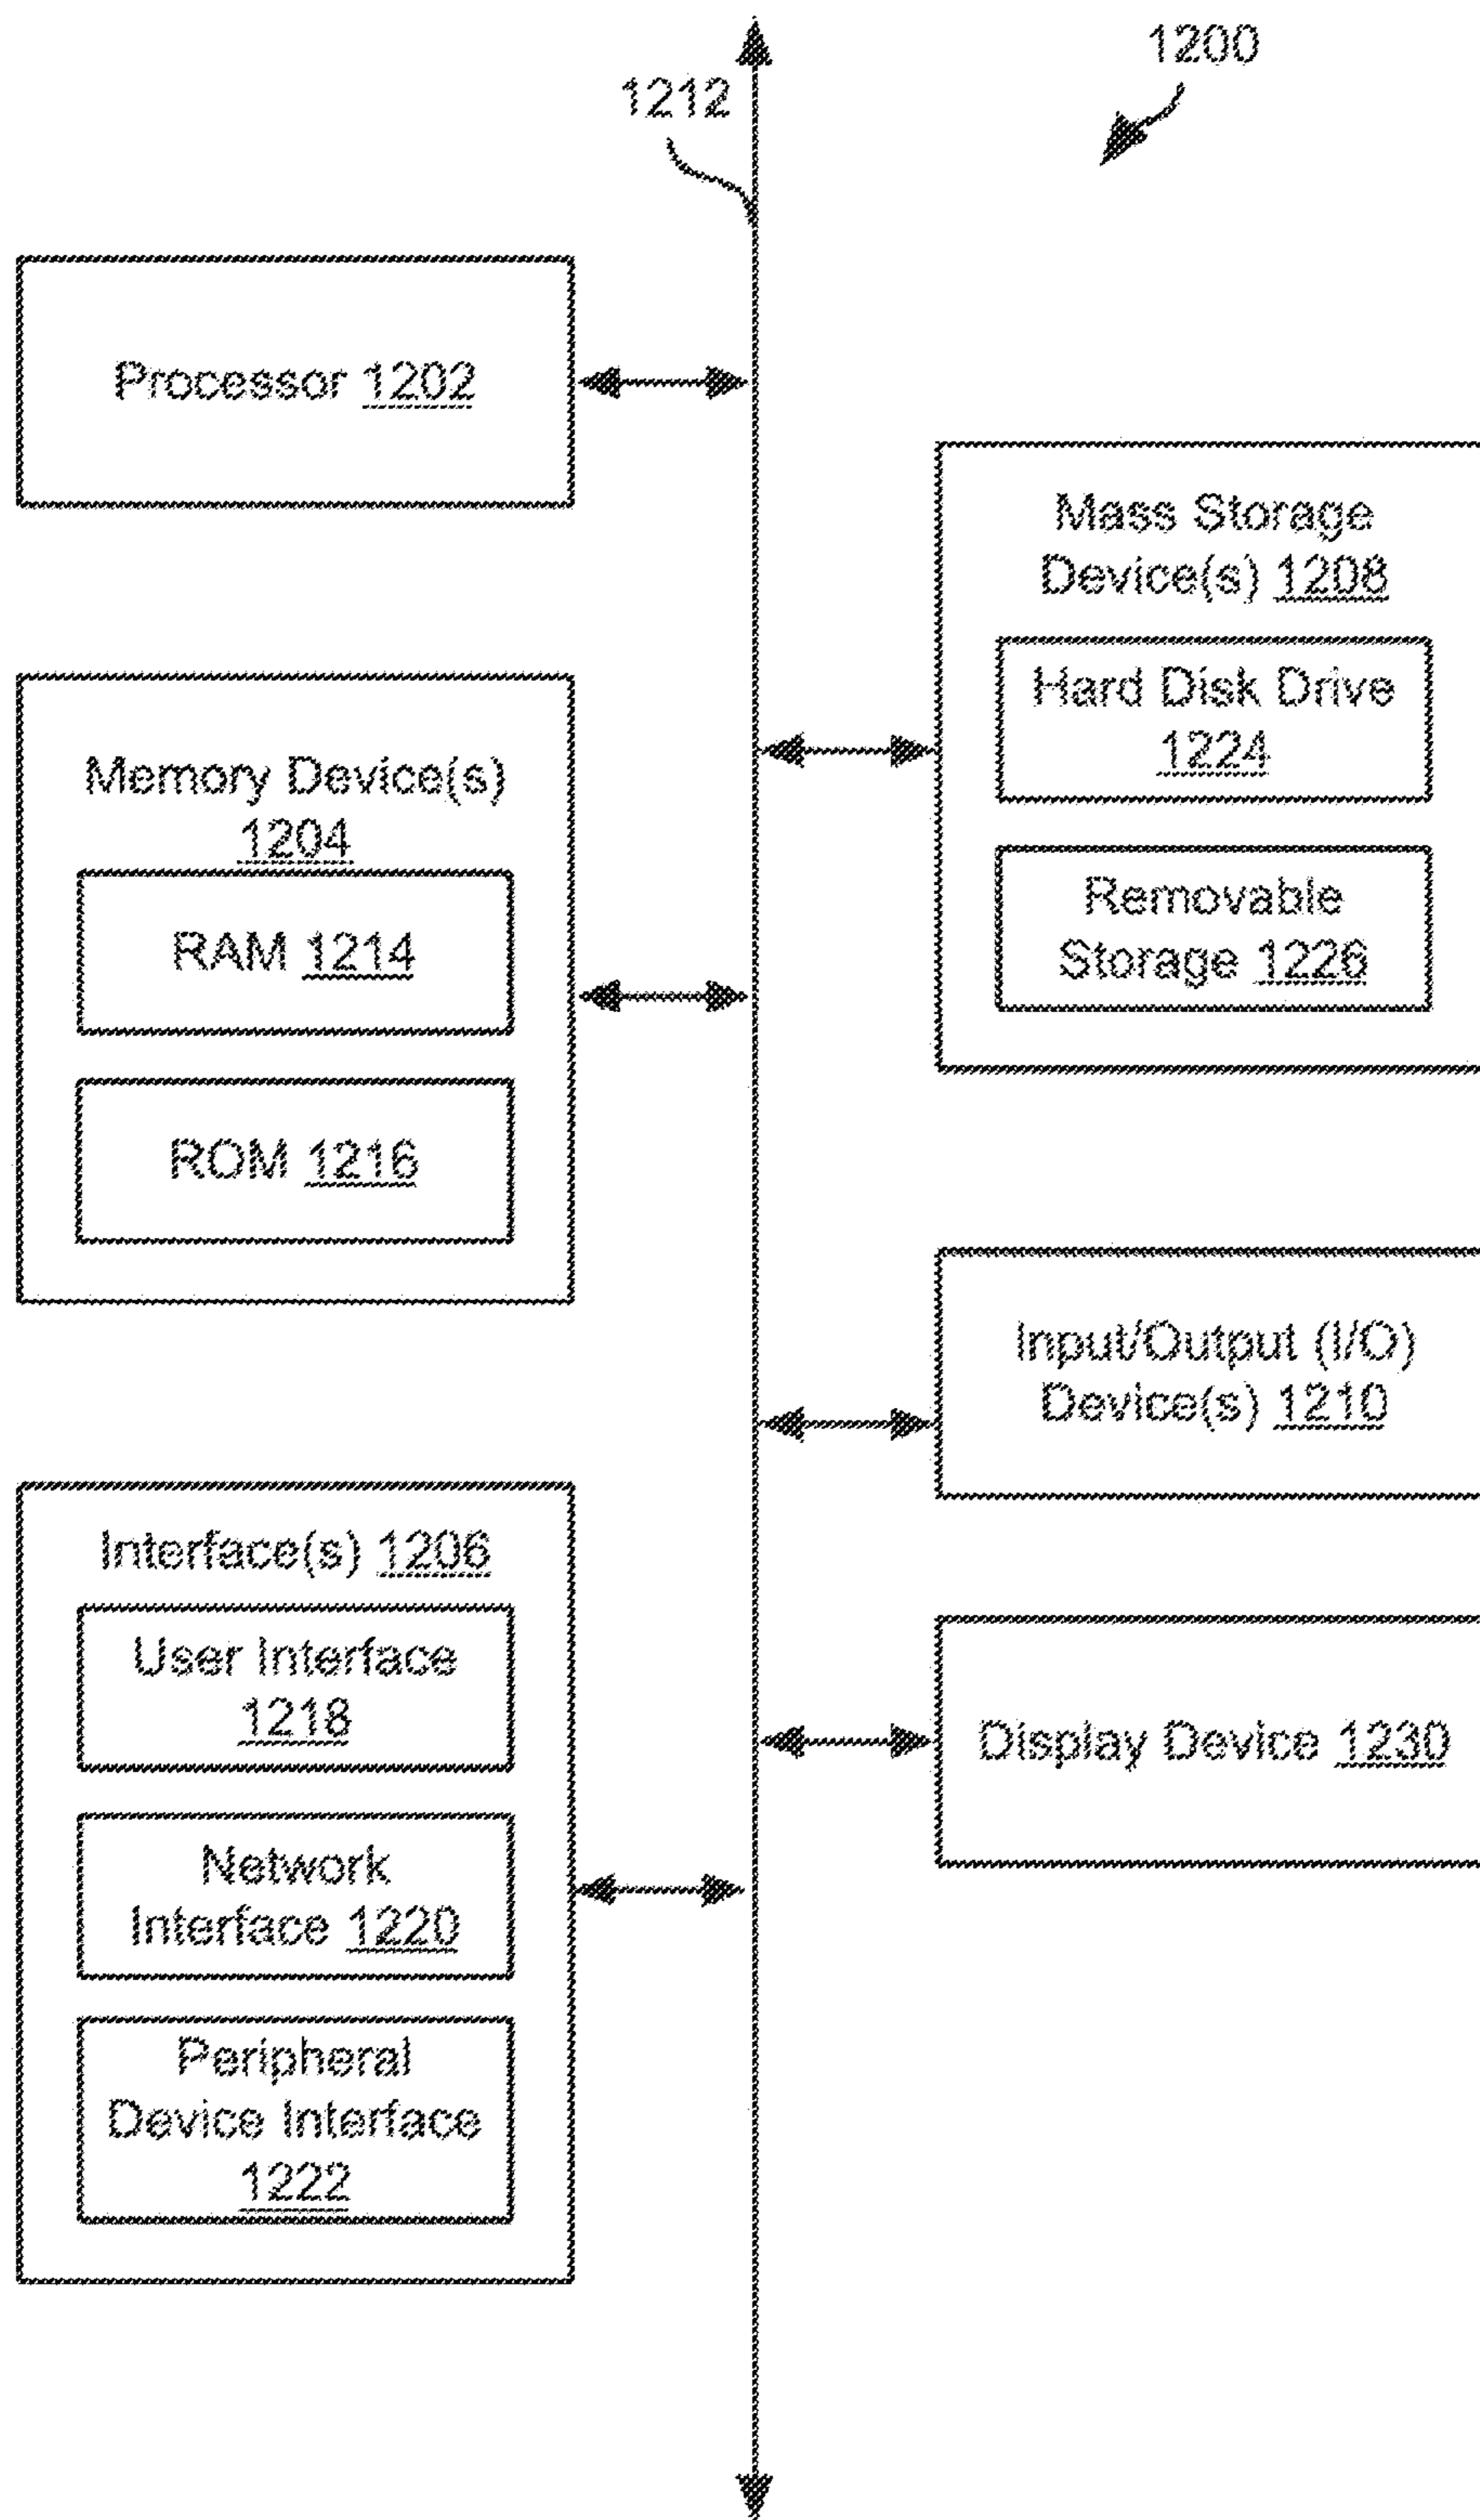 1200
1212
Processor 1202
Memory Device(s)
1204
RAM 1214
ROM 1216
Interface(s) 1206
User Interface
1218
Network
Interface 1220
Peripheral
Device Interface
1222
Mass Storage
Device(s) 1208
Hard Disk Drive
1224
Removable
Storage 1226
Input/Output (I/O)
Device(s) 1210
Display Device 1230